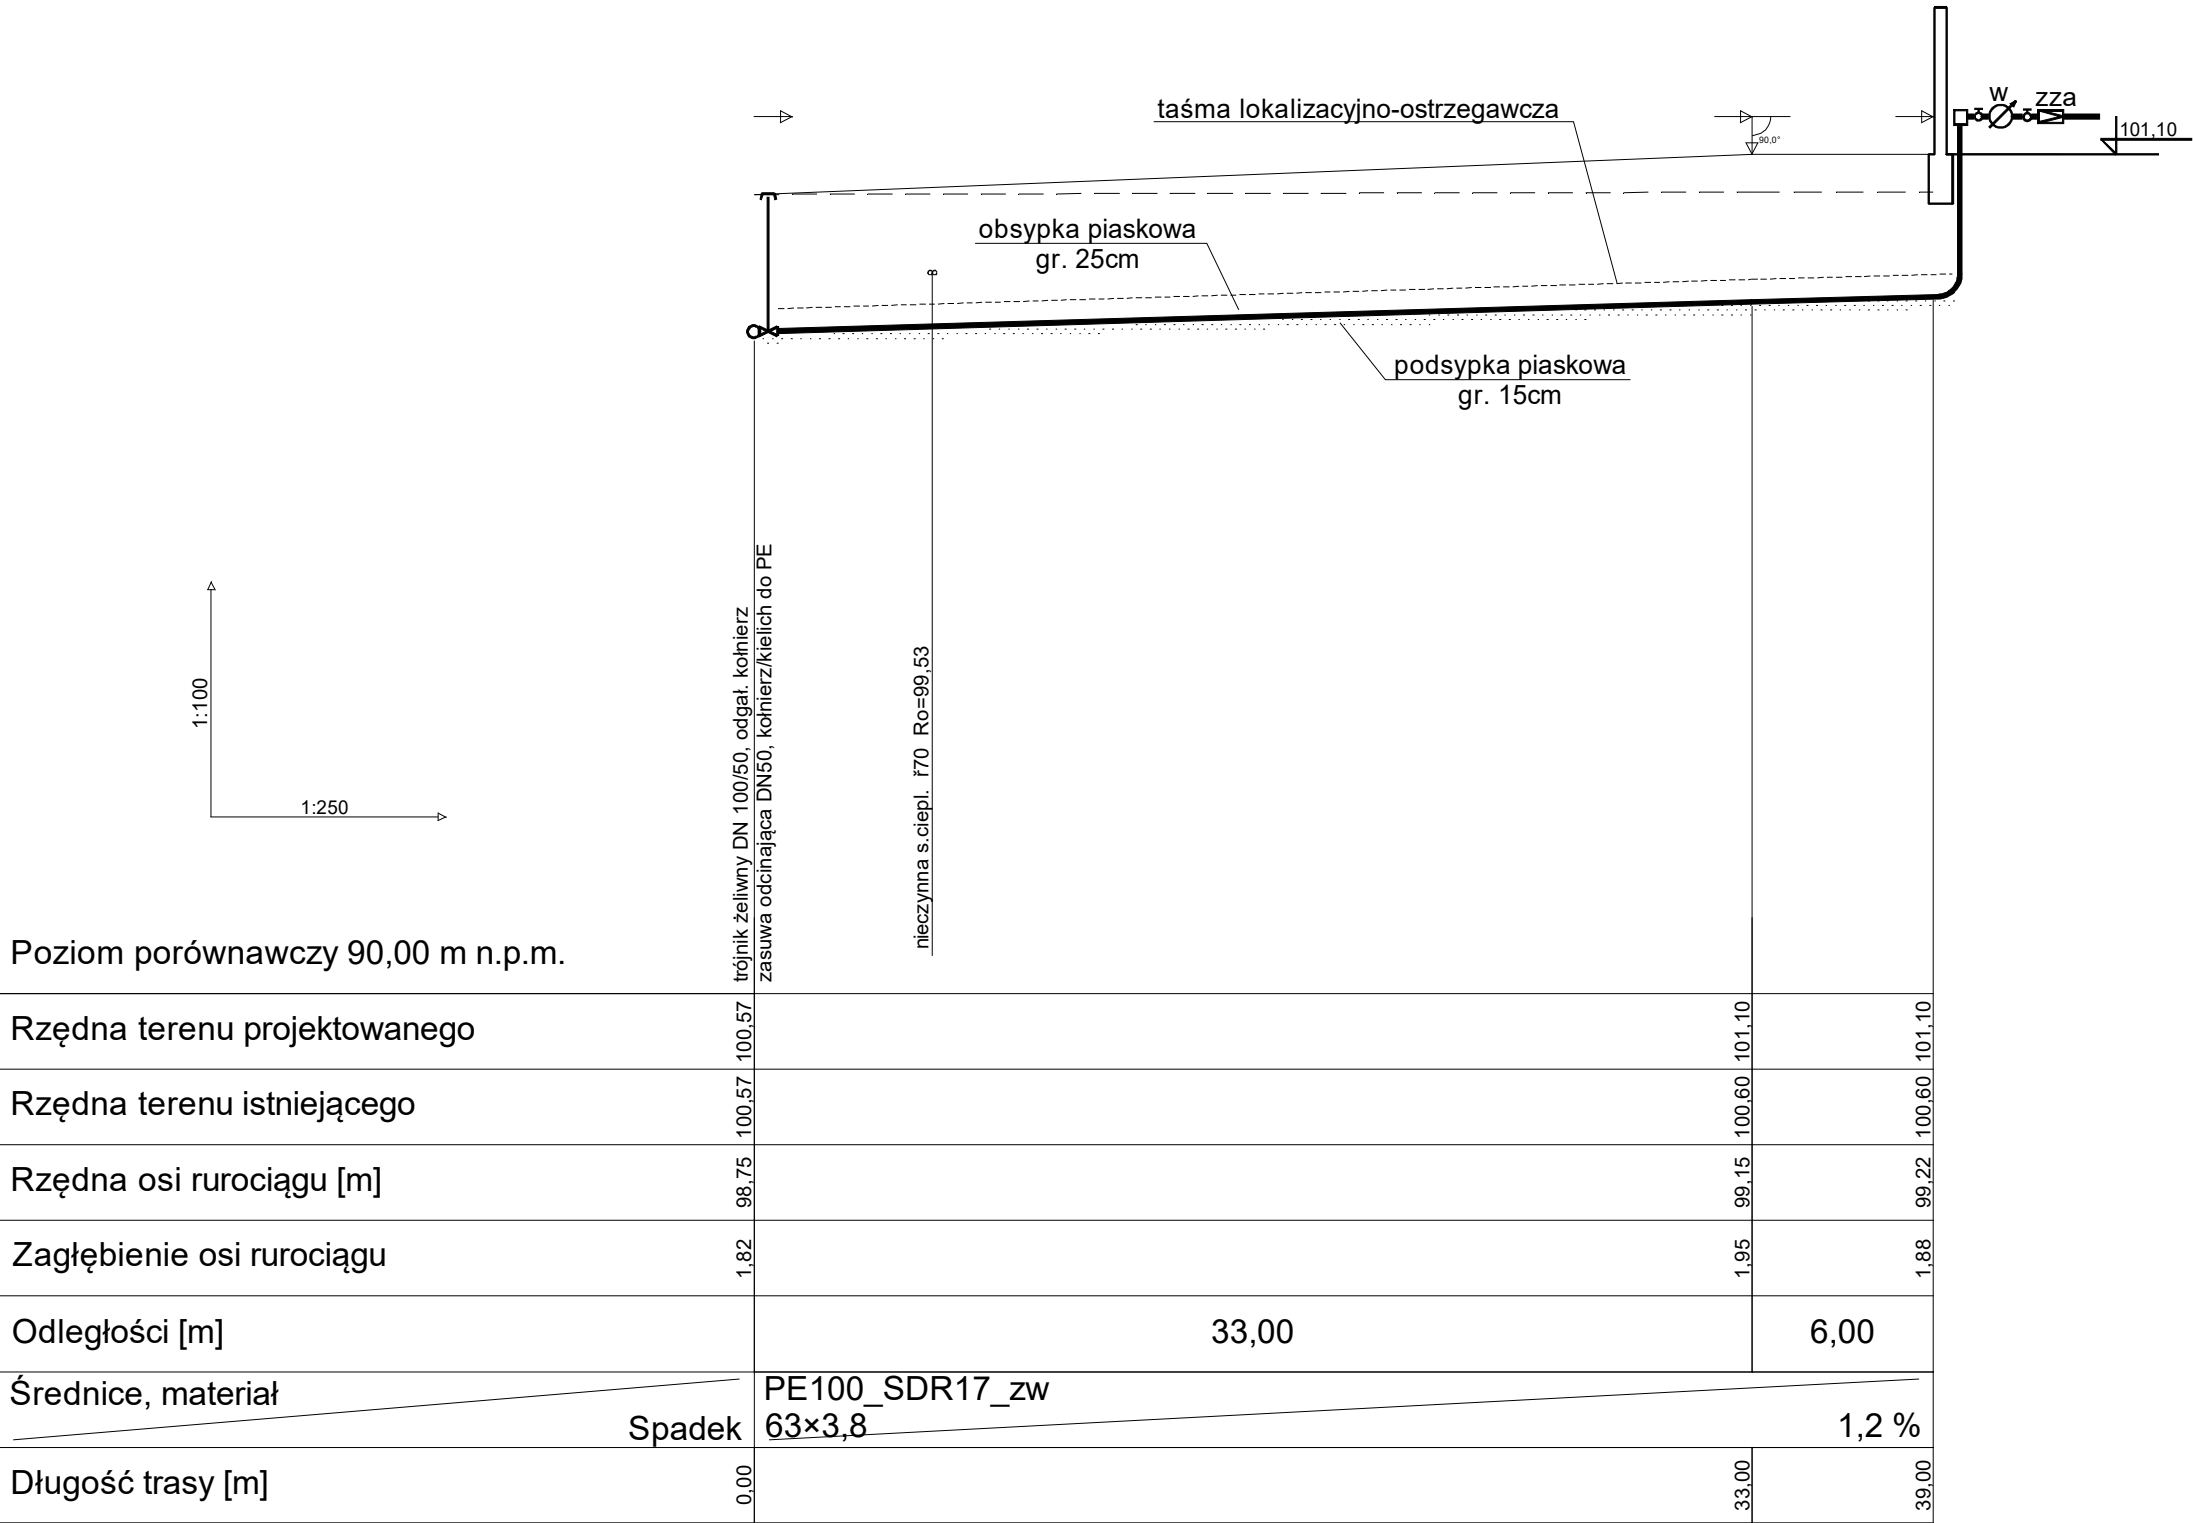 w
zza
taśma lokalizacyjno-ostrzegawcza
101,10
90,0°
obsypka piaskowa
gr. 25cm
podsypka piaskowa
gr. 15cm
1:100
1:250
trójnik żeliwny DN 100/50, odgał. kołnierz
zasuwa odcinająca DN50, kołnierz/kielich do PE
nieczynna s.ciepl. ř70 Ro=99,53
Poziom porównawczy 90,00 m n.p.m.
Rzędna terenu projektowanego 100,57 101,10 101,10
Rzędna terenu istniejącego 100,57 100,60 100,60
Rzędna osi rurociągu [m] 98,75 99,15 99,22
Zagłębienie osi rurociągu 1,82 1,95 1,88
Odległości [m] 33,00 6,00
Średnice, materiał PE100_SDR17_zw
Spadek 63×3,8 1,2 %
Długość trasy [m] 0,00 33,00 39,00